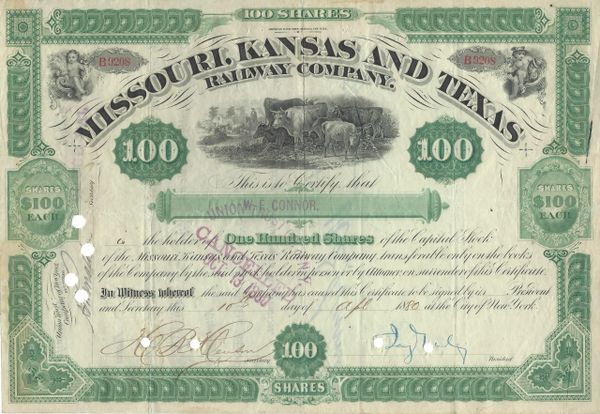 100 SHARES
MISSOURI, KANSAS AND TEXAS
RAILWAY COMPANY.
B9208
B9208
100
100
This is to Certify that
W. E. CONNOR.
SHARES
$100
EACH
SHARES
$100
EACH
is the holder of One Hundred Shares of the Capital Stock
of the Missouri, Kansas and Texas Railway Company transferable only on the books
of the Company by the said stock holder in person or by Attorney on surrender of this Certificate.
In Witness whereof the said Company has caused this Certificate to be signed by its President
and Secretary this 10th day of Apl 1880 at the City of New York.
Secretary
President
100
SHARES